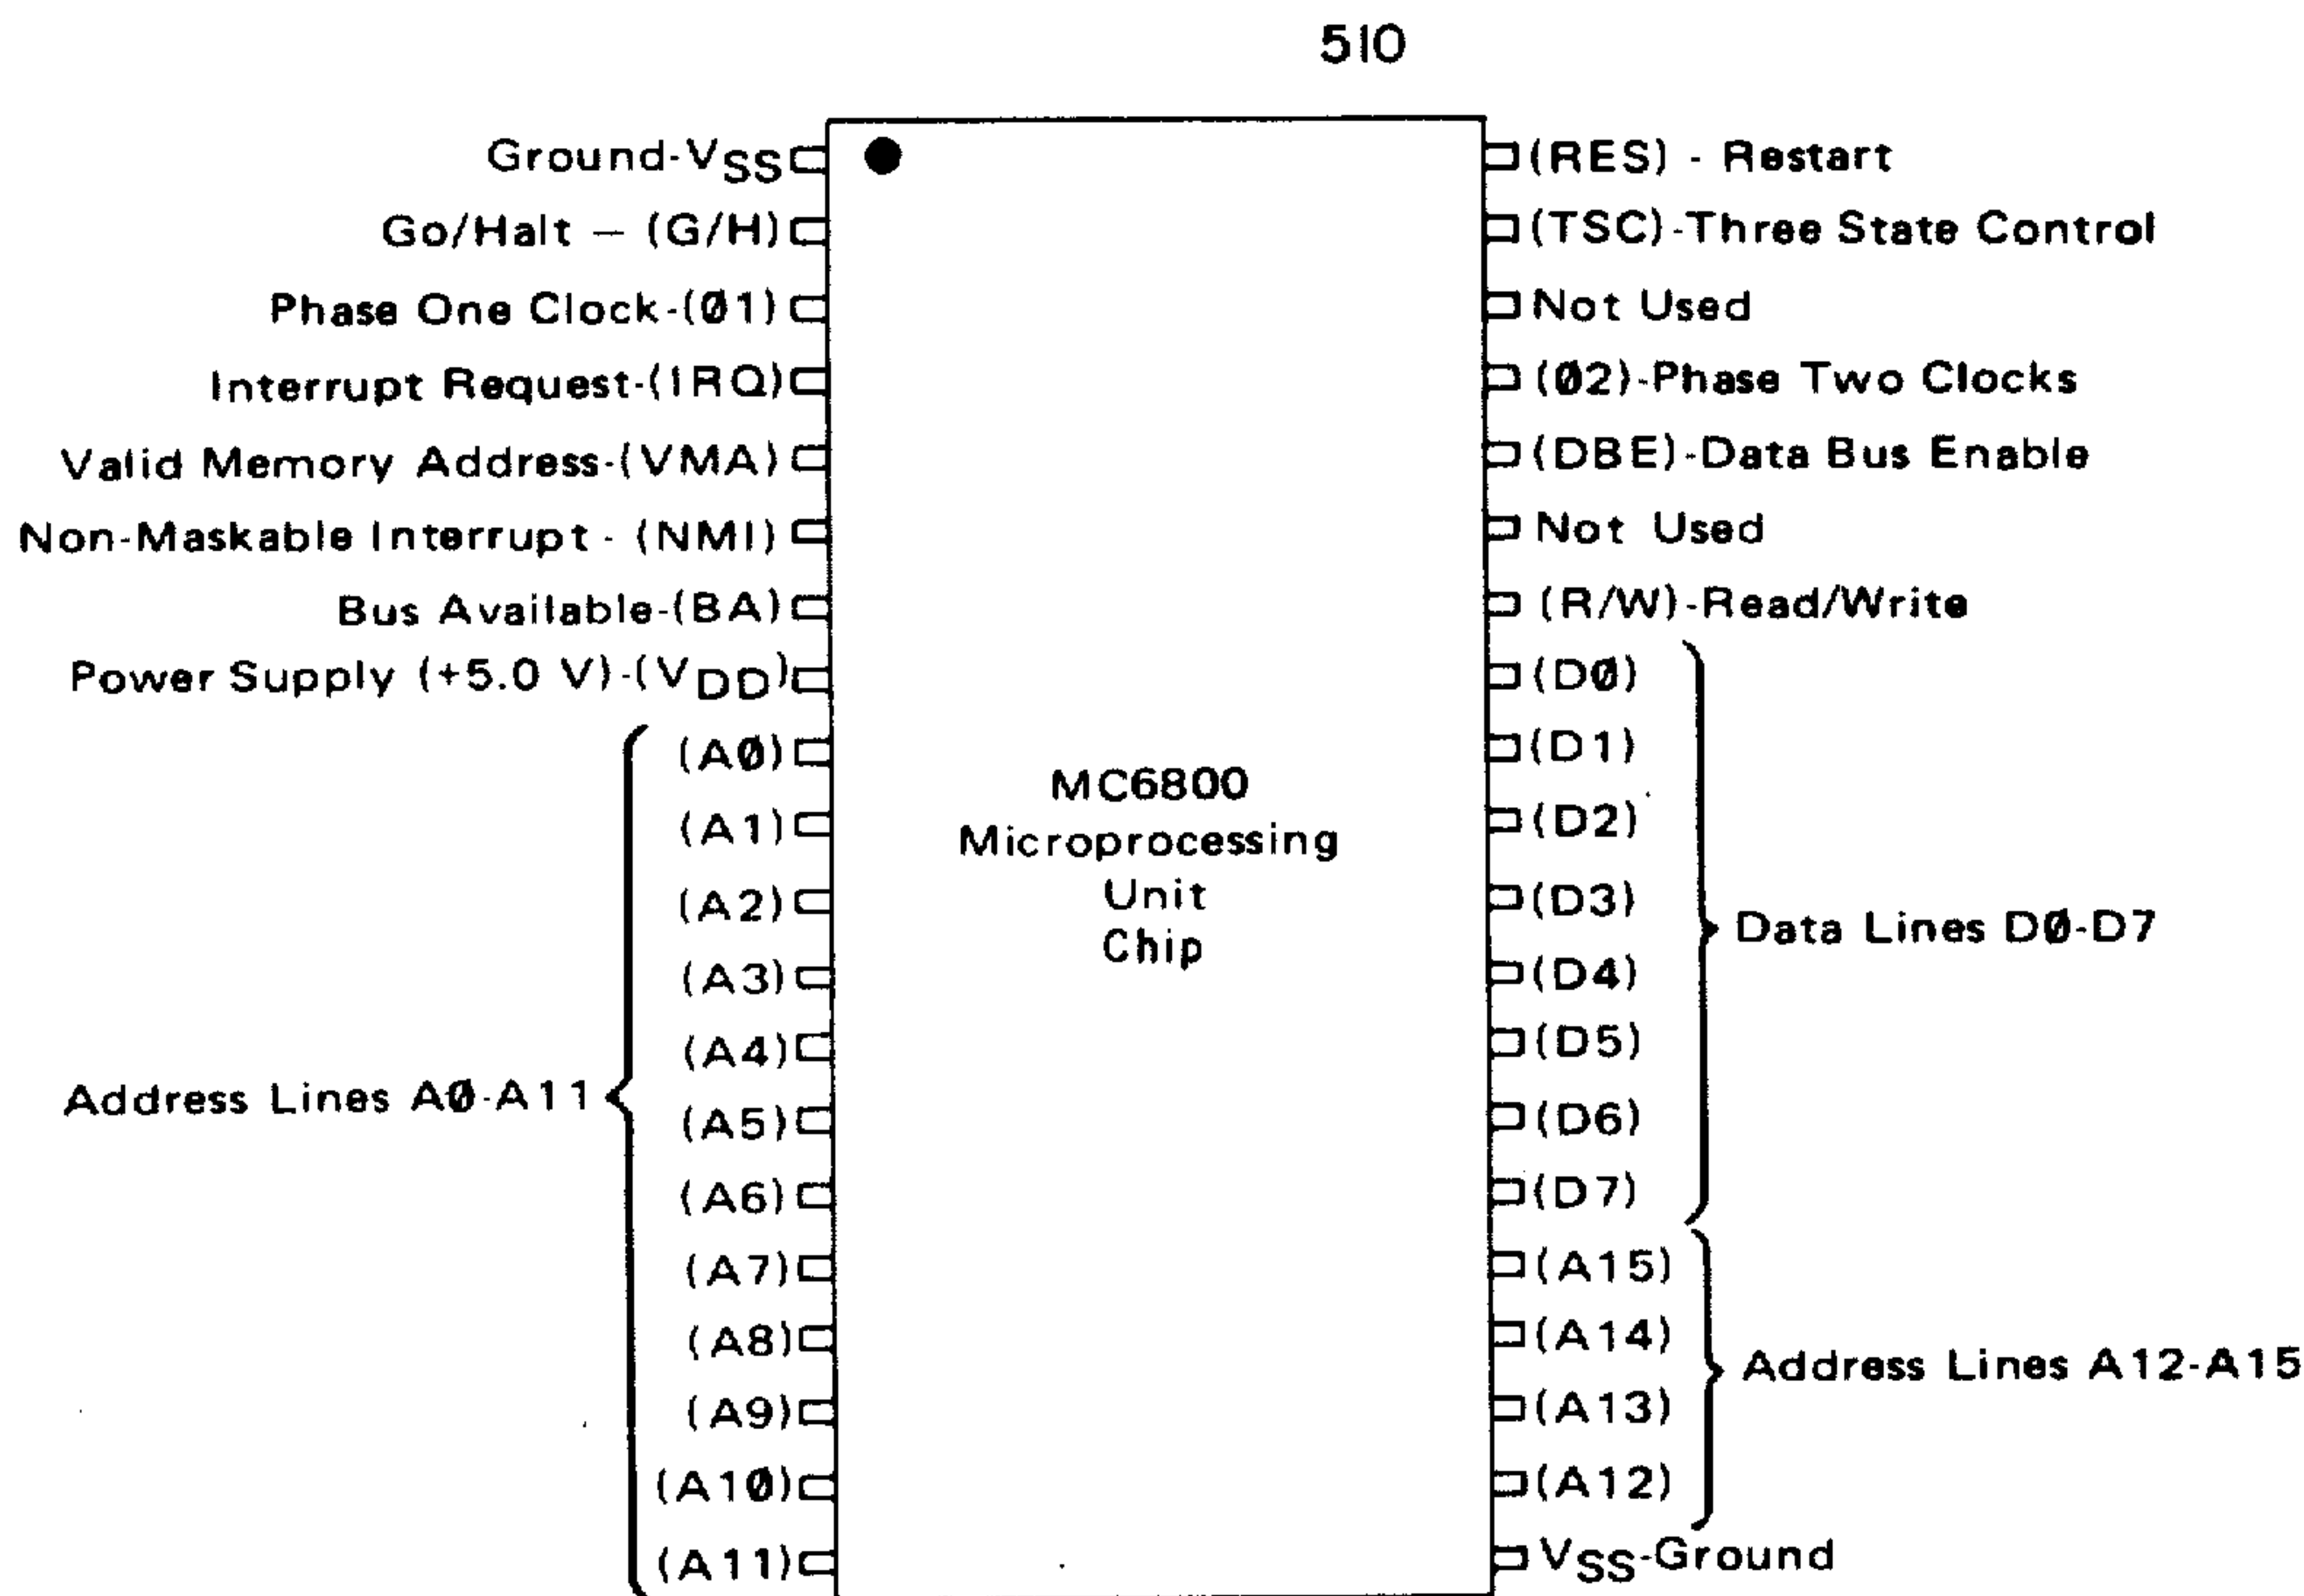 510
Ground-VSS
Go/Halt — (G/H)
Phase One Clock-(Ø1)
Interrupt Request-(IRQ)
Valid Memory Address-(VMA)
Non-Maskable Interrupt - (NMI)
Bus Available-(BA)
Power Supply (+5.0 V)-(VDD)
(AØ)
(A1)
(A2)
(A3)
(A4)
(A5)
(A6)
(A7)
(A8)
(A9)
(A1Ø)
(A11)
Address Lines AØ-A11
MC6800
Microprocessing
Unit
Chip
(RES) - Restart
(TSC)-Three State Control
Not Used
(Ø2)-Phase Two Clocks
(DBE)-Data Bus Enable
Not Used
(R/W)-Read/Write
(DØ)
(D1)
(D2)
(D3)
(D4)
(D5)
(D6)
(D7)
Data Lines DØ-D7
(A15)
(A14)
(A13)
(A12)
Address Lines A12-A15
VSS-Ground